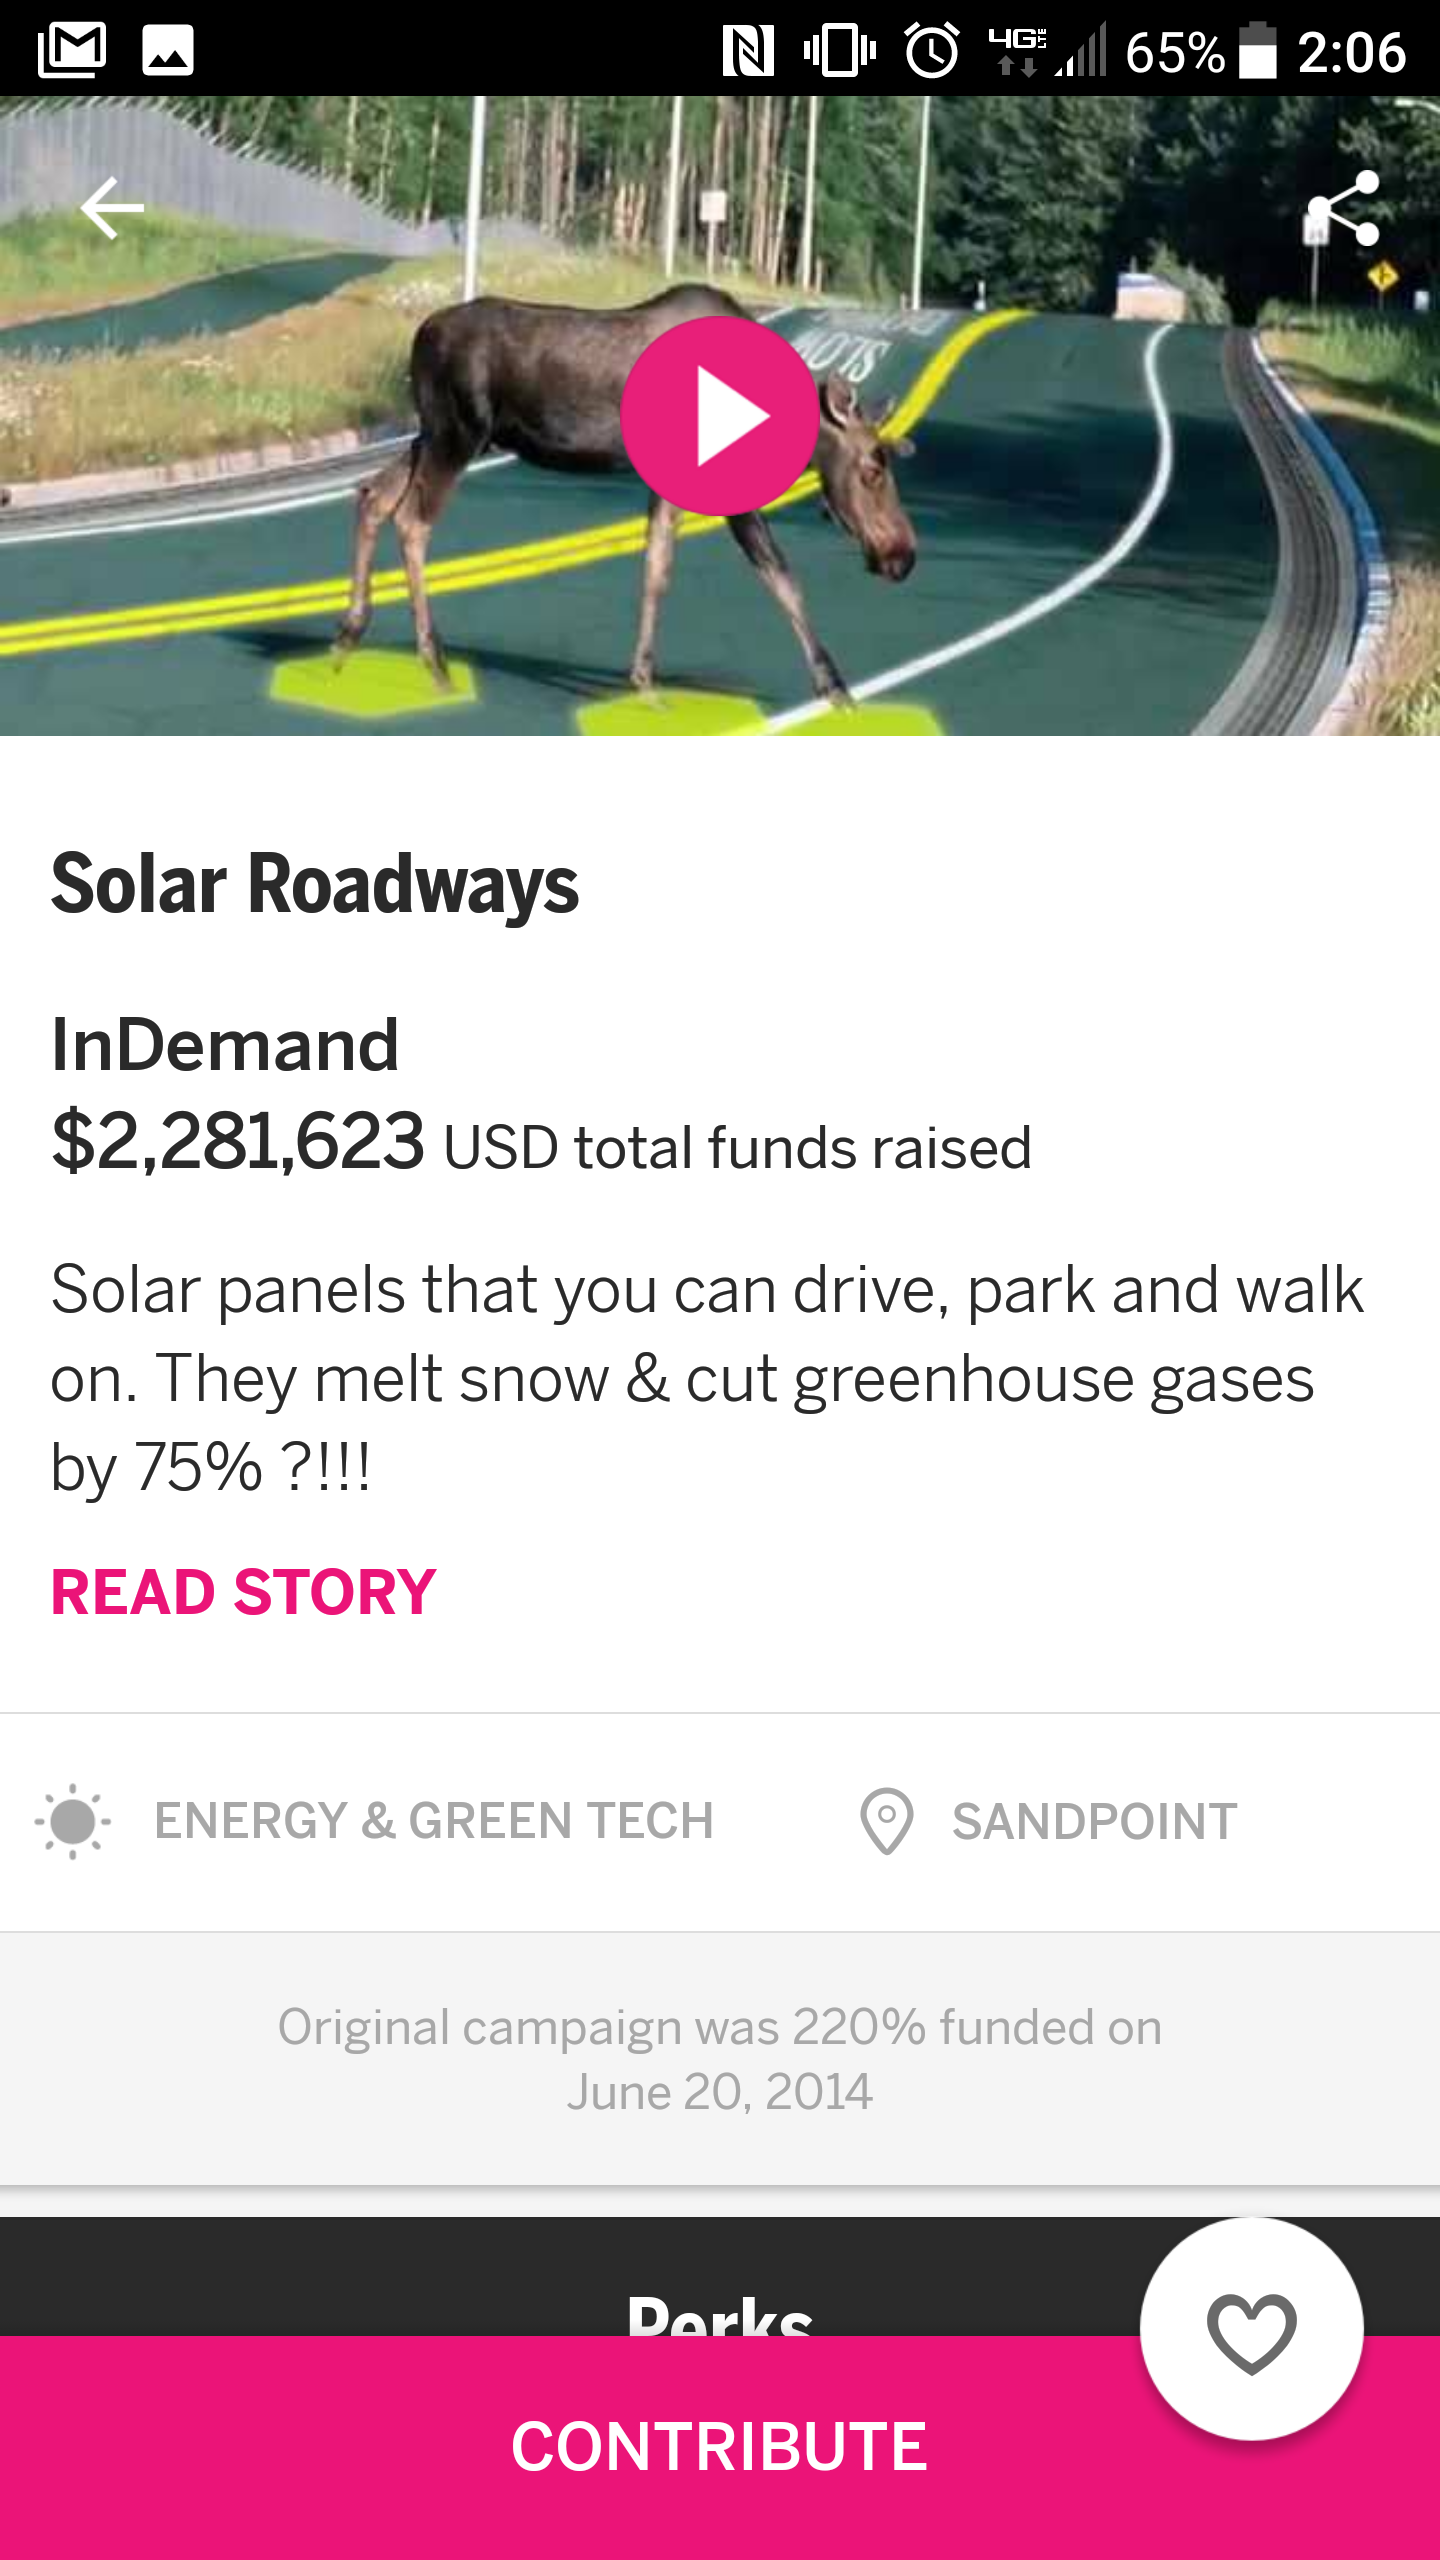 4G LTE 65% 2:06
SLOW
Solar Roadways
InDemand
$2,281,623 USD total funds raised
Solar panels that you can drive, park and walk
on. They melt snow & cut greenhouse gases
by 75% ?!!!
READ STORY
ENERGY & GREEN TECH SANDPOINT
Original campaign was 220% funded on
June 20, 2014
Perks
CONTRIBUTE